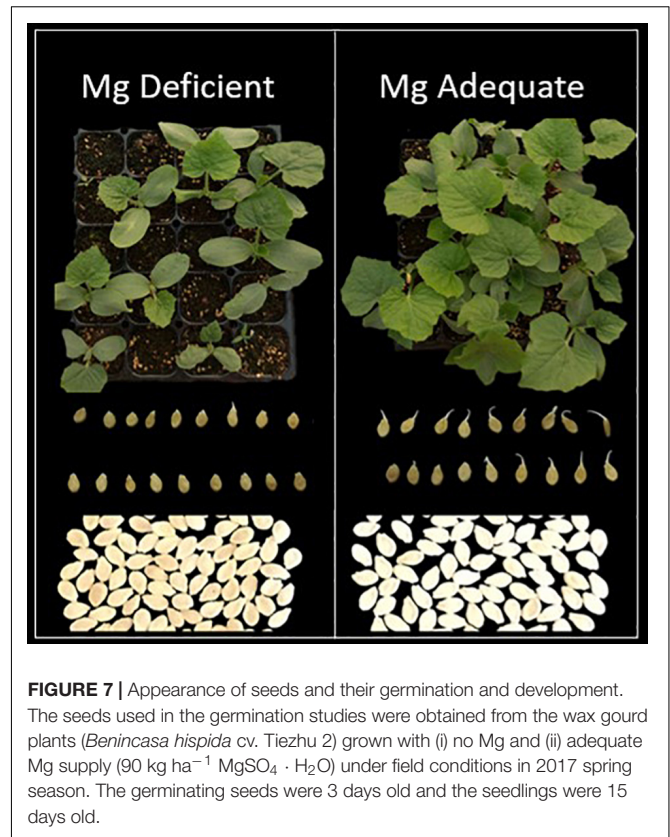 Mg Deficient
Mg Adequate
FIGURE 7 | Appearance of seeds and their germination and development.
The seeds used in the germination studies were obtained from the wax gourd
plants (Benincasa hispida cv. Tiezhu 2) grown with (i) no Mg and (ii) adequate
Mg supply (90 kg ha⁻¹ MgSO₄ · H₂O) under field conditions in 2017 spring
season. The germinating seeds were 3 days old and the seedlings were 15
days old.